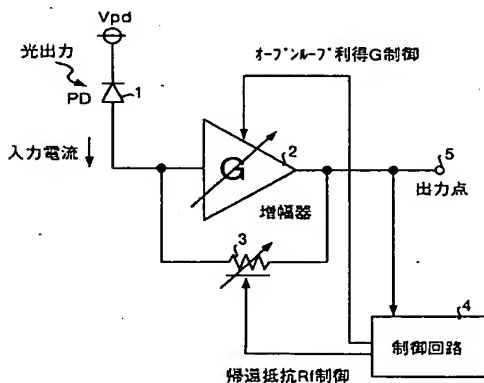 Vpd
光出力
PD
1
オープンループ利得G制御
入力電流
G
2
5
増幅器
出力点
3
4
制御回路
帰還抵抗Rf制御